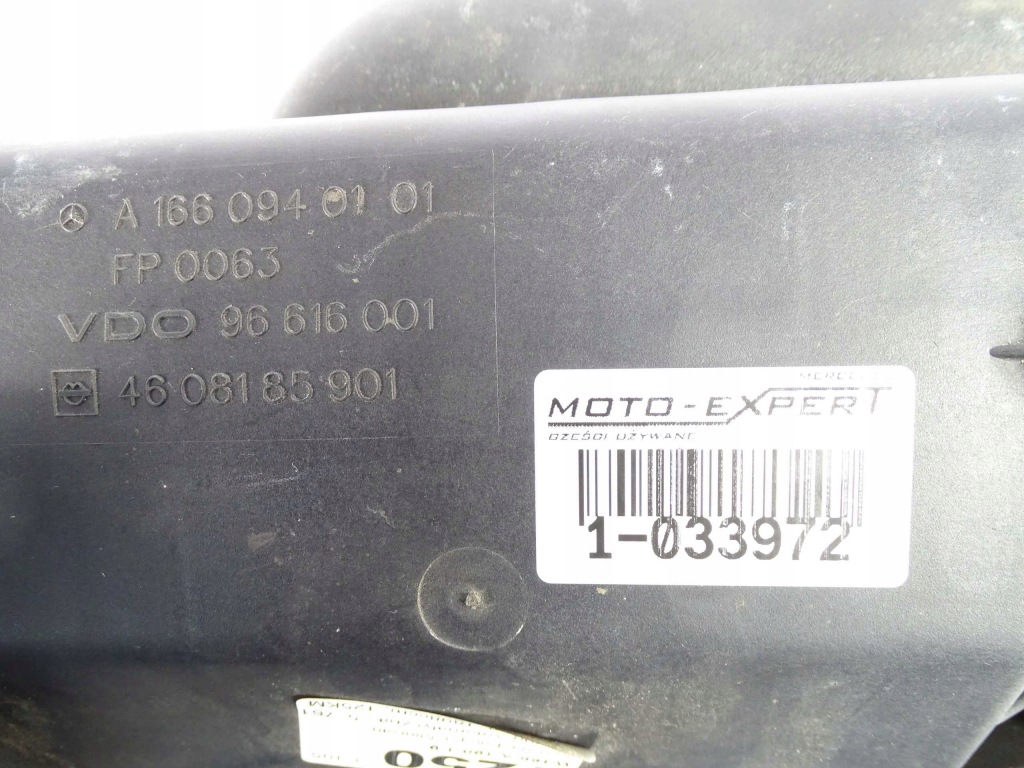 A 166 094 01 01
FP 0063
VDO 96 616 001
46 081 85 901
MOTO-EXPERT
CZĘŚCI UŻYWANE
1-033972
125KM